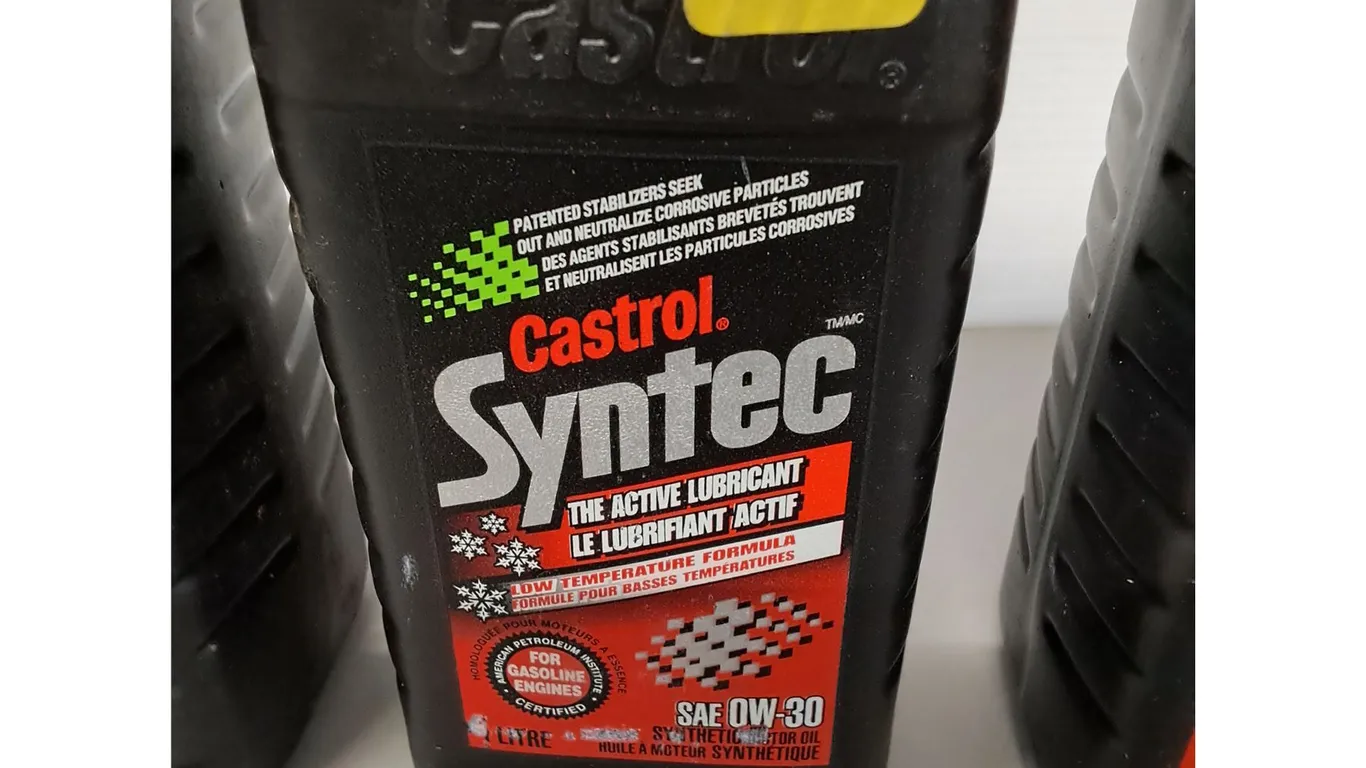 Castrol®
PATENTED STABILIZERS SEEK
OUT AND NEUTRALIZE CORROSIVE PARTICLES
DES AGENTS STABILISANTS BREVETÉS TROUVENT
ET NEUTRALISENT LES PARTICULES CORROSIVES
Castrol®
TM/MC
Syntec
THE ACTIVE LUBRICANT
LE LUBRIFIANT ACTIF
LOW TEMPERATURE FORMULA
FORMULE POUR BASSES TEMPÉRATURES
HOMOLOGUÉE POUR MOTEURS À ESSENCE
AMERICAN PETROLEUM INSTITUTE
FOR
GASOLINE
ENGINES
CERTIFIED
SAE 0W-30
LITRE
SYNTHETIC MOTOR OIL
HUILE À MOTEUR SYNTHÉTIQUE